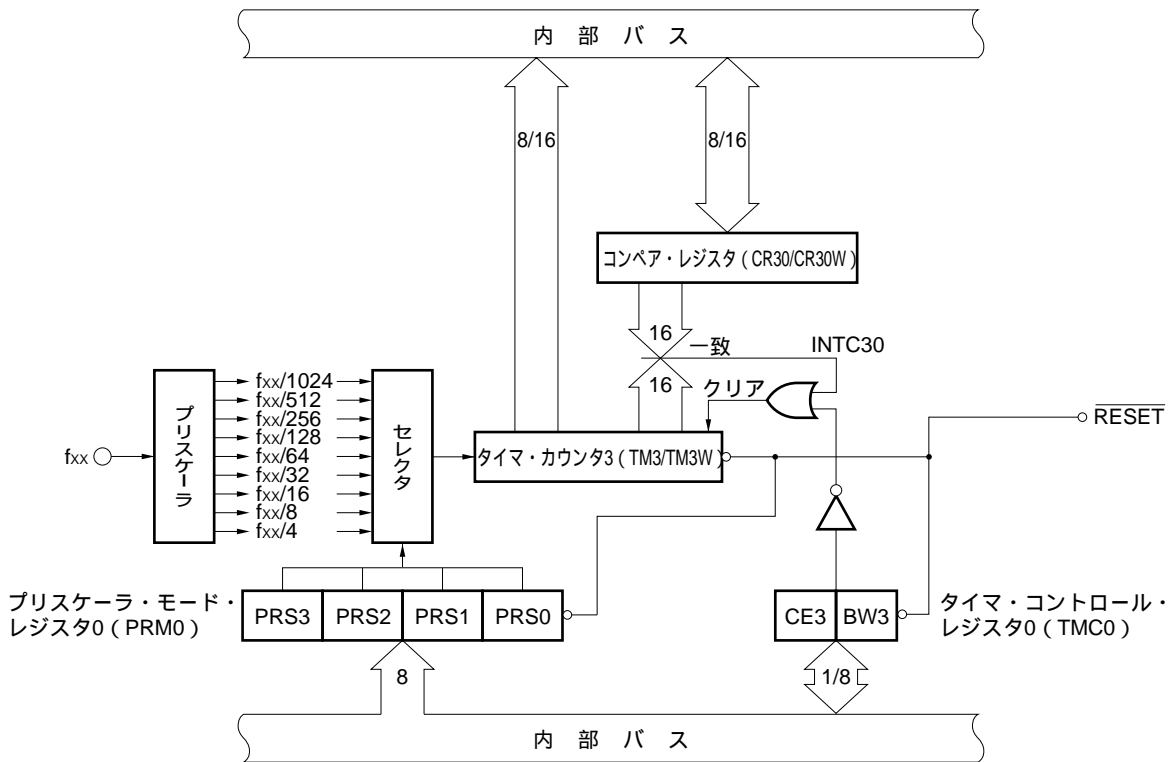 内 部 バ ス
8/16
8/16
コンペア・レジスタ(CR30/CR30W)
16
一致
INTC30
16
クリア
RESET
プリスケーラ
fxx/1024
fxx/512
fxx/256
fxx/128
fxx/64
fxx/32
fxx/16
fxx/8
fxx/4
セレクタ
fxx
タイマ・カウンタ3(TM3/TM3W)
プリスケーラ・モード・
レジスタ0(PRM0)
PRS3
PRS2
PRS1
PRS0
CE3
BW3
タイマ・コントロール・
レジスタ0(TMC0)
8
1/8
内 部 バ ス